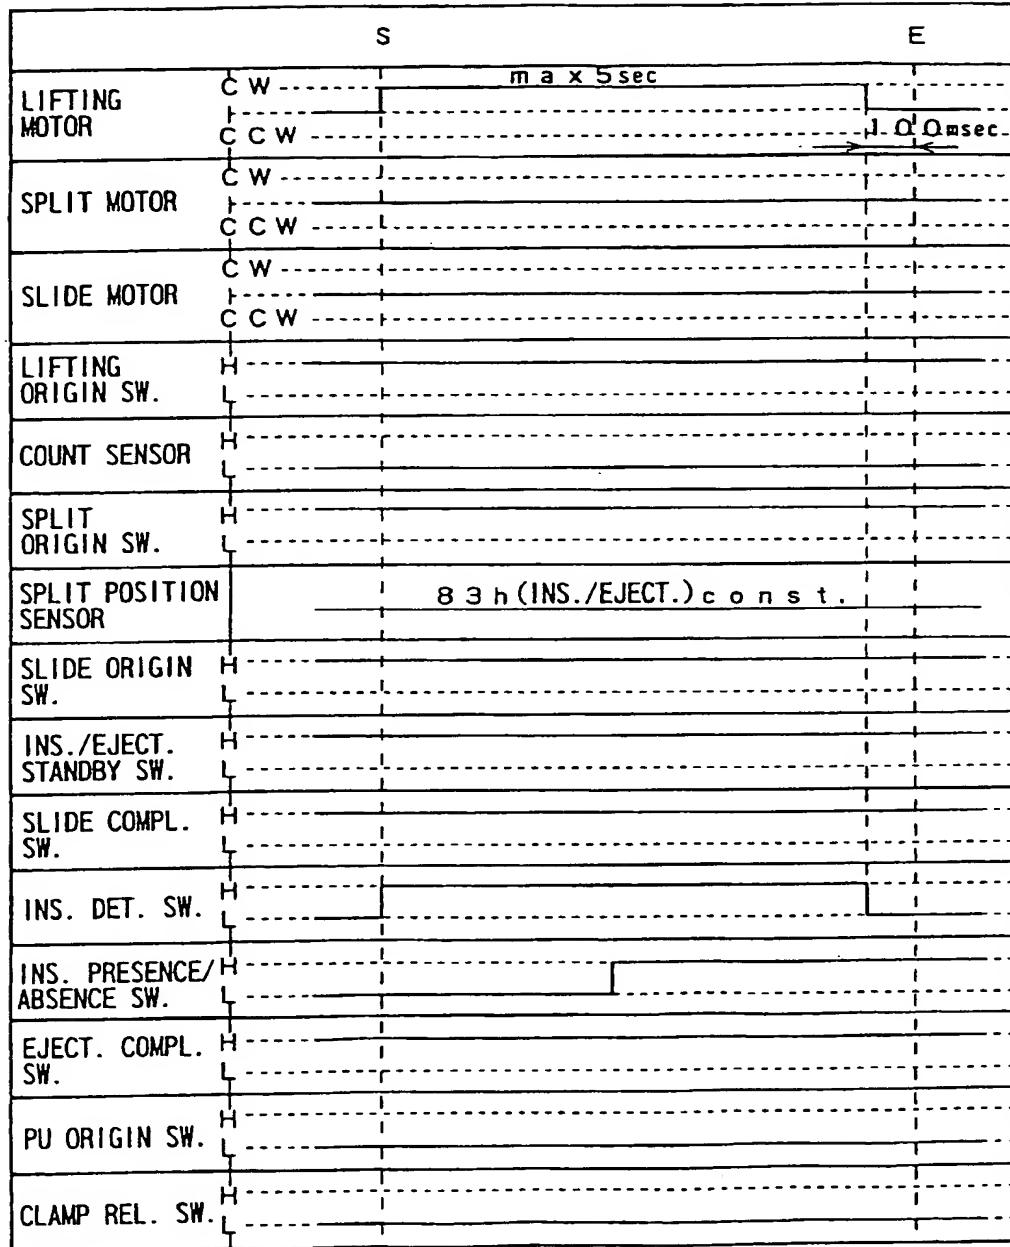 S E
LIFTING MOTOR
CW
max 5sec
CCW
100msec
SPLIT MOTOR
CW
CCW
SLIDE MOTOR
CW
CCW
LIFTING ORIGIN SW.
H
L
COUNT SENSOR
H
L
SPLIT ORIGIN SW.
H
L
SPLIT POSITION SENSOR
83h(INS./EJECT.)const.
SLIDE ORIGIN SW.
H
L
INS./EJECT. STANDBY SW.
H
L
SLIDE COMPL. SW.
H
L
INS. DET. SW.
H
L
INS. PRESENCE/ABSENCE SW.
H
L
EJECT. COMPL. SW.
H
L
PU ORIGIN SW.
H
L
CLAMP REL. SW.
H
L